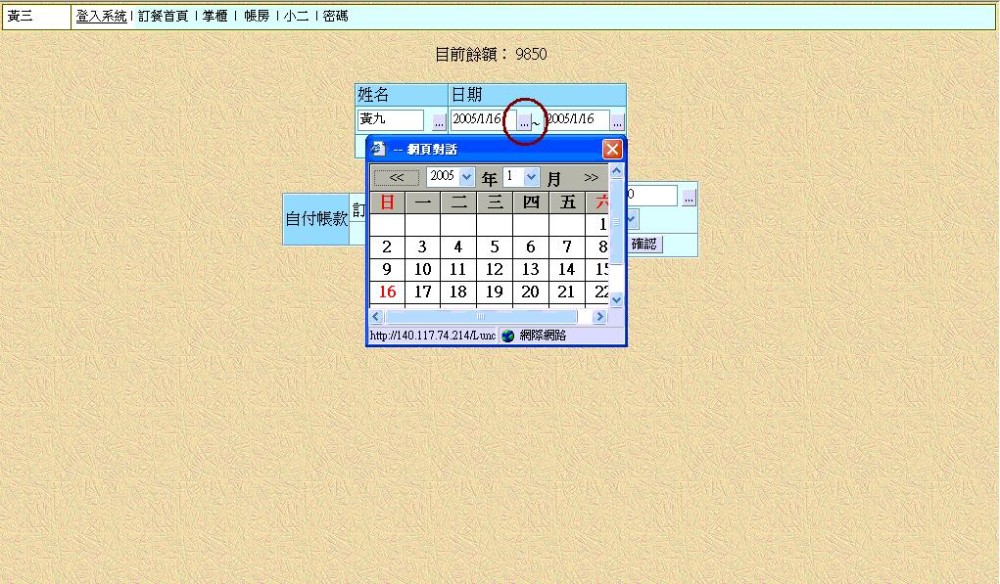 黃三 登入系統 | 訂餐首頁 | 掌櫃 | 帳房 | 小二 | 密碼
目前餘額： 9850
姓名 日期
黃九 ... 2005/1/16 ... ~ 2005/1/16 ...
-- 網頁對話
<< 2005 年 1 月 >>
日 一 二 三 四 五 六
1
2 3 4 5 6 7 8
9 10 11 12 13 14 15
16 17 18 19 20 21 22
http://140.117.74.214/Lunc 網際網路
自付帳款 訂 0 ...
確認